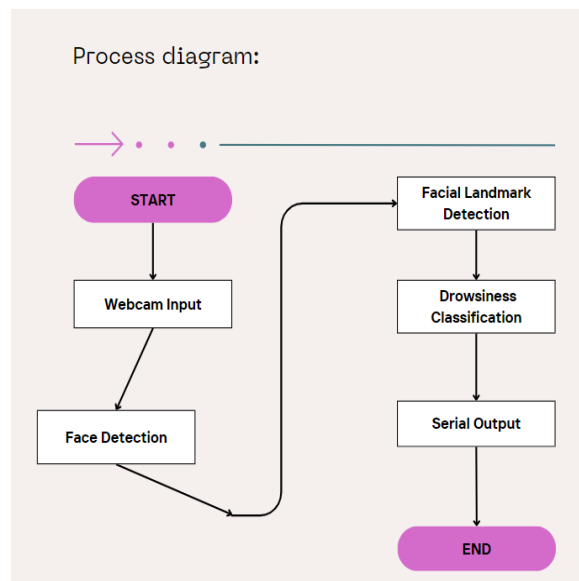 Process diagram:
START
Webcam Input
Face Detection
Facial Landmark
Detection
Drowsiness
Classification
Serial Output
END